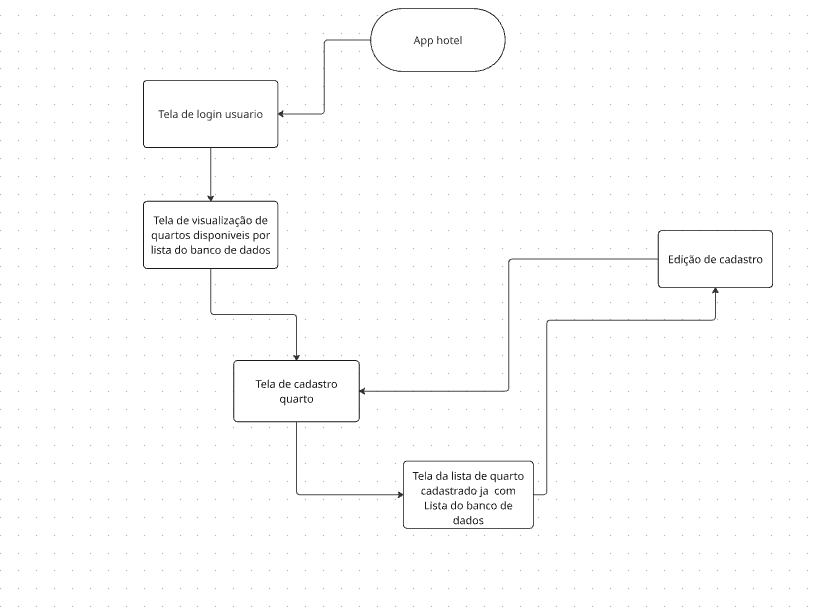 App hotel
Tela de login usuario
Tela de visualização de
quartos disponiveis por
lista do banco de dados
Edição de cadastro
Tela de cadastro
quarto
Tela da lista de quarto
cadastrado ja com
Lista do banco de
dados